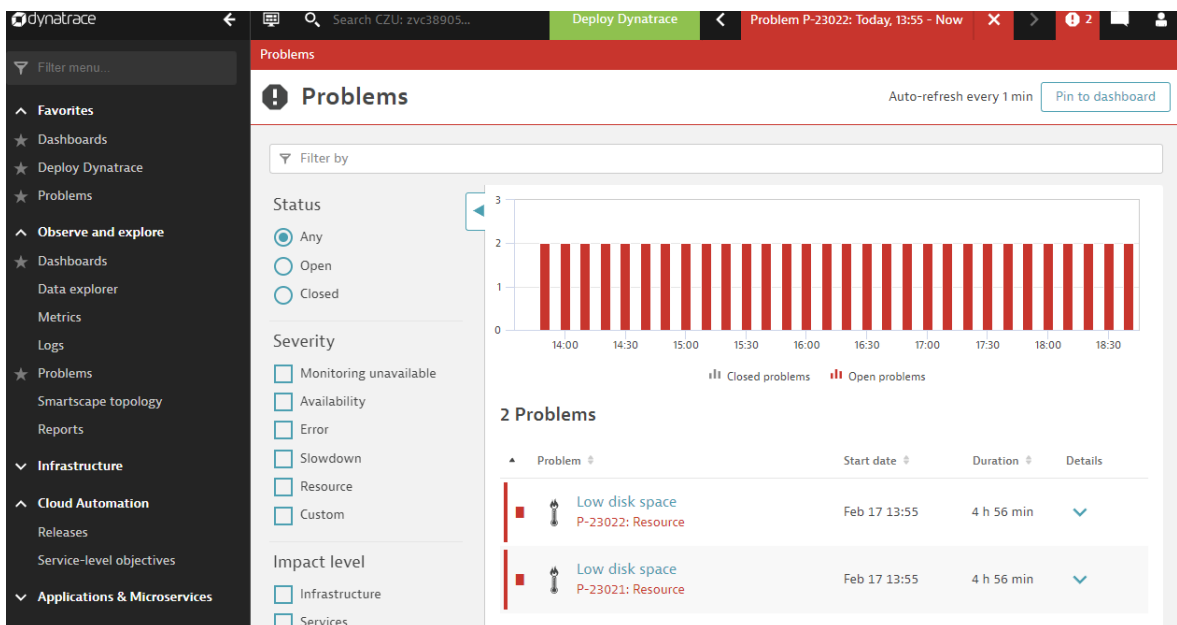 dynatrace
Search CZU: zvc38905...
Deploy Dynatrace
Problem P-23022: Today, 13:55 - Now
2
Filter menu...
Favorites
Dashboards
Deploy Dynatrace
Problems
Observe and explore
Dashboards
Data explorer
Metrics
Logs
Problems
Smartscape topology
Reports
Infrastructure
Cloud Automation
Releases
Service-level objectives
Applications & Microservices
Problems
Problems
Auto-refresh every 1 min
Pin to dashboard
Filter by
Status
Any
Open
Closed
Severity
Monitoring unavailable
Availability
Error
Slowdown
Resource
Custom
Impact level
Infrastructure
Services
3
2
1
0
14:00 14:30 15:00 15:30 16:00 16:30 17:00 17:30 18:00 18:30
Closed problems Open problems
2 Problems
Problem Start date Duration Details
Low disk space
P-23022: Resource
Feb 17 13:55 4 h 56 min
Low disk space
P-23021: Resource
Feb 17 13:55 4 h 56 min